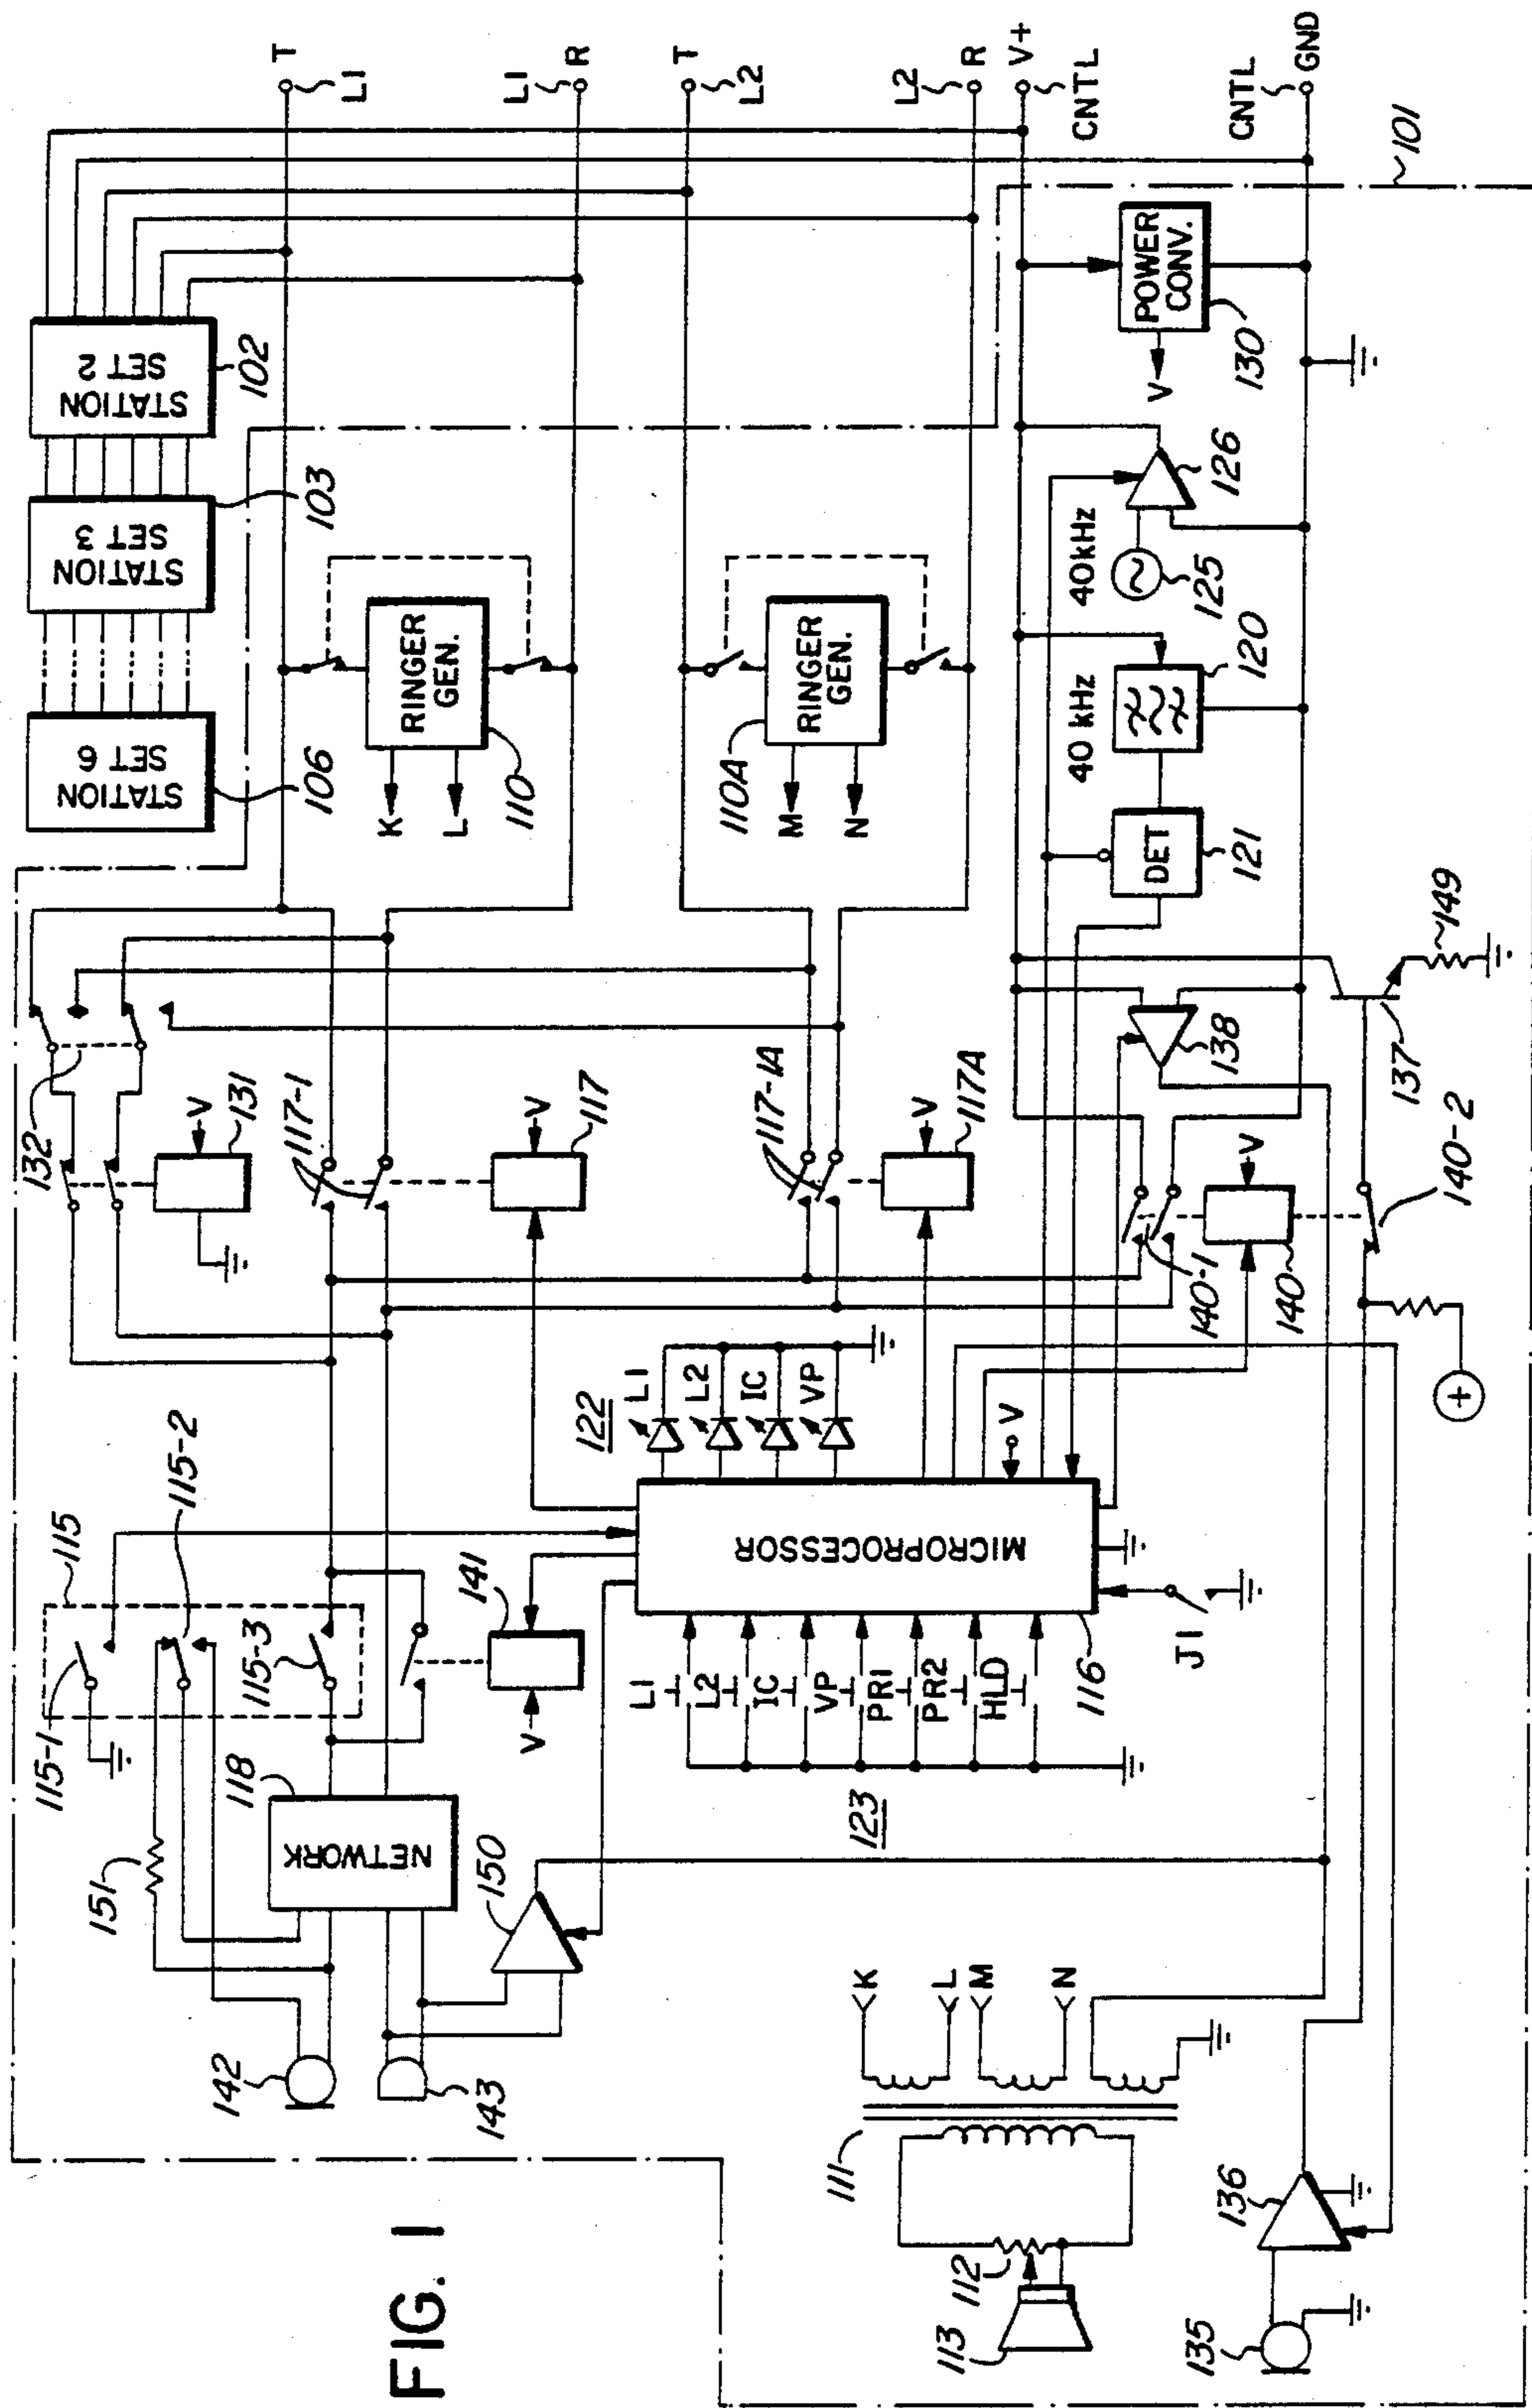 FIG. 1
STATION
SET 6
106
STATION
SET 3
103
STATION
SET 2
102
T
L1
L1
R
T
L2
L2
R
V+
CNTL
CNTL
GND
101
RINGER
GEN.
110
K
L
RINGER
GEN.
110A
M
N
132
V
131
117-1
V
117
117-1A
V
117A
115
115-1
115-2
115-3
151
118
NETWORK
142
143
150
141
V
122
L1
L2
IC
VP
MICROPROCESSOR
116
V
L1
L2
IC
VP
PR1
PR2
HLD
123
J1
40 kHz
120
DET
121
40 kHz
125
126
POWER
CONV.
130
V
138
137
149
140-1
140
V
140-2
+
111
K
L
M
N
112
113
135
136